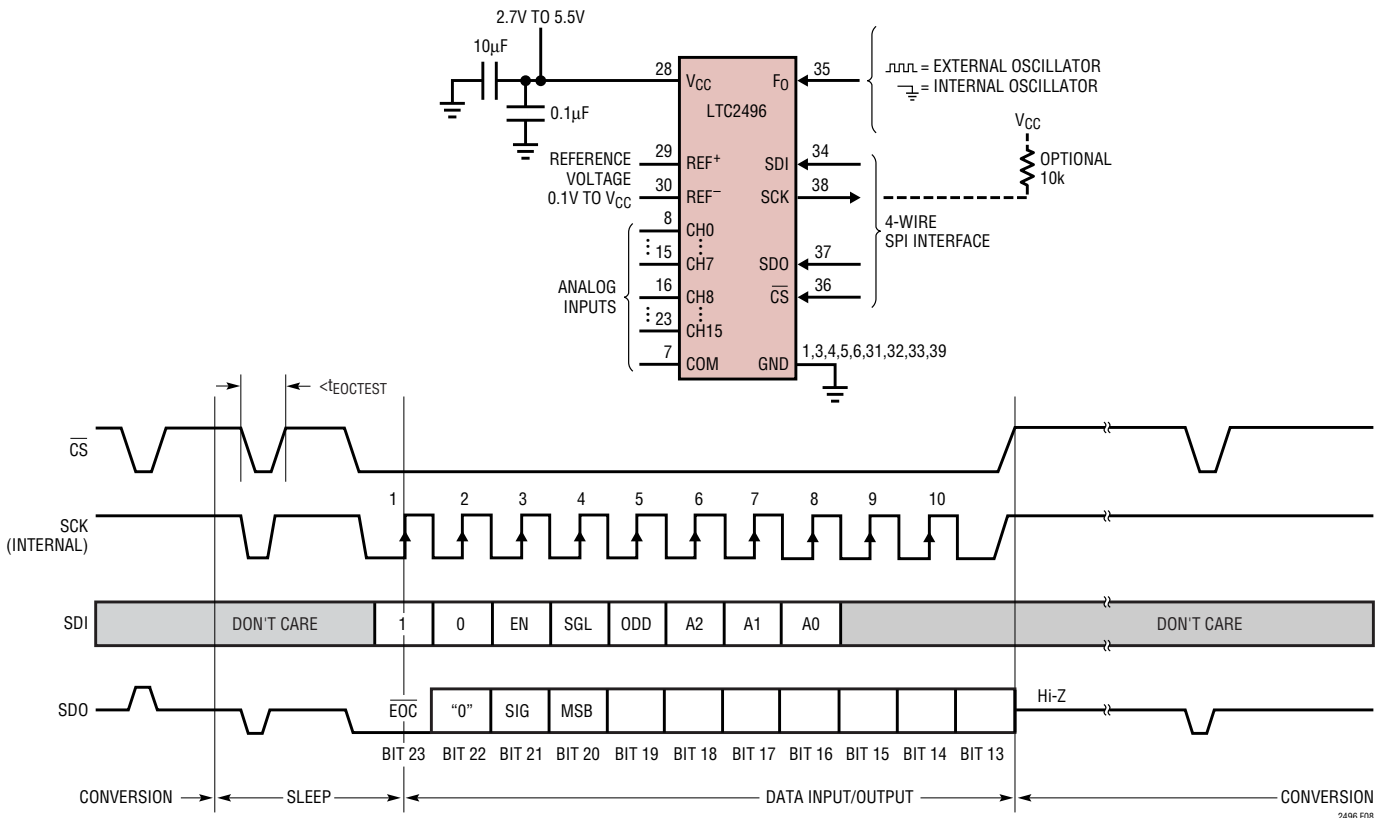 2.7V TO 5.5V
10µF
0.1µF
28
VCC
FO
35
= EXTERNAL OSCILLATOR
= INTERNAL OSCILLATOR
LTC2496
VCC
OPTIONAL
10k
REFERENCE
VOLTAGE
0.1V TO VCC
29
REF+
30
REF−
SDI
34
SCK
38
4-WIRE
SPI INTERFACE
ANALOG
INPUTS
8
CH0
15
CH7
16
CH8
23
CH15
7
COM
SDO
37
CS
36
GND
1,3,4,5,6,31,32,33,39
<tEOCTEST
CS
1 2 3 4 5 6 7 8 9 10
SCK
(INTERNAL)
SDI DON'T CARE 1 0 EN SGL ODD A2 A1 A0 DON'T CARE
SDO EOC “0” SIG MSB Hi-Z
BIT 23 BIT 22 BIT 21 BIT 20 BIT 19 BIT 18 BIT 17 BIT 16 BIT 15 BIT 14 BIT 13
CONVERSION SLEEP DATA INPUT/OUTPUT CONVERSION
2496 F08